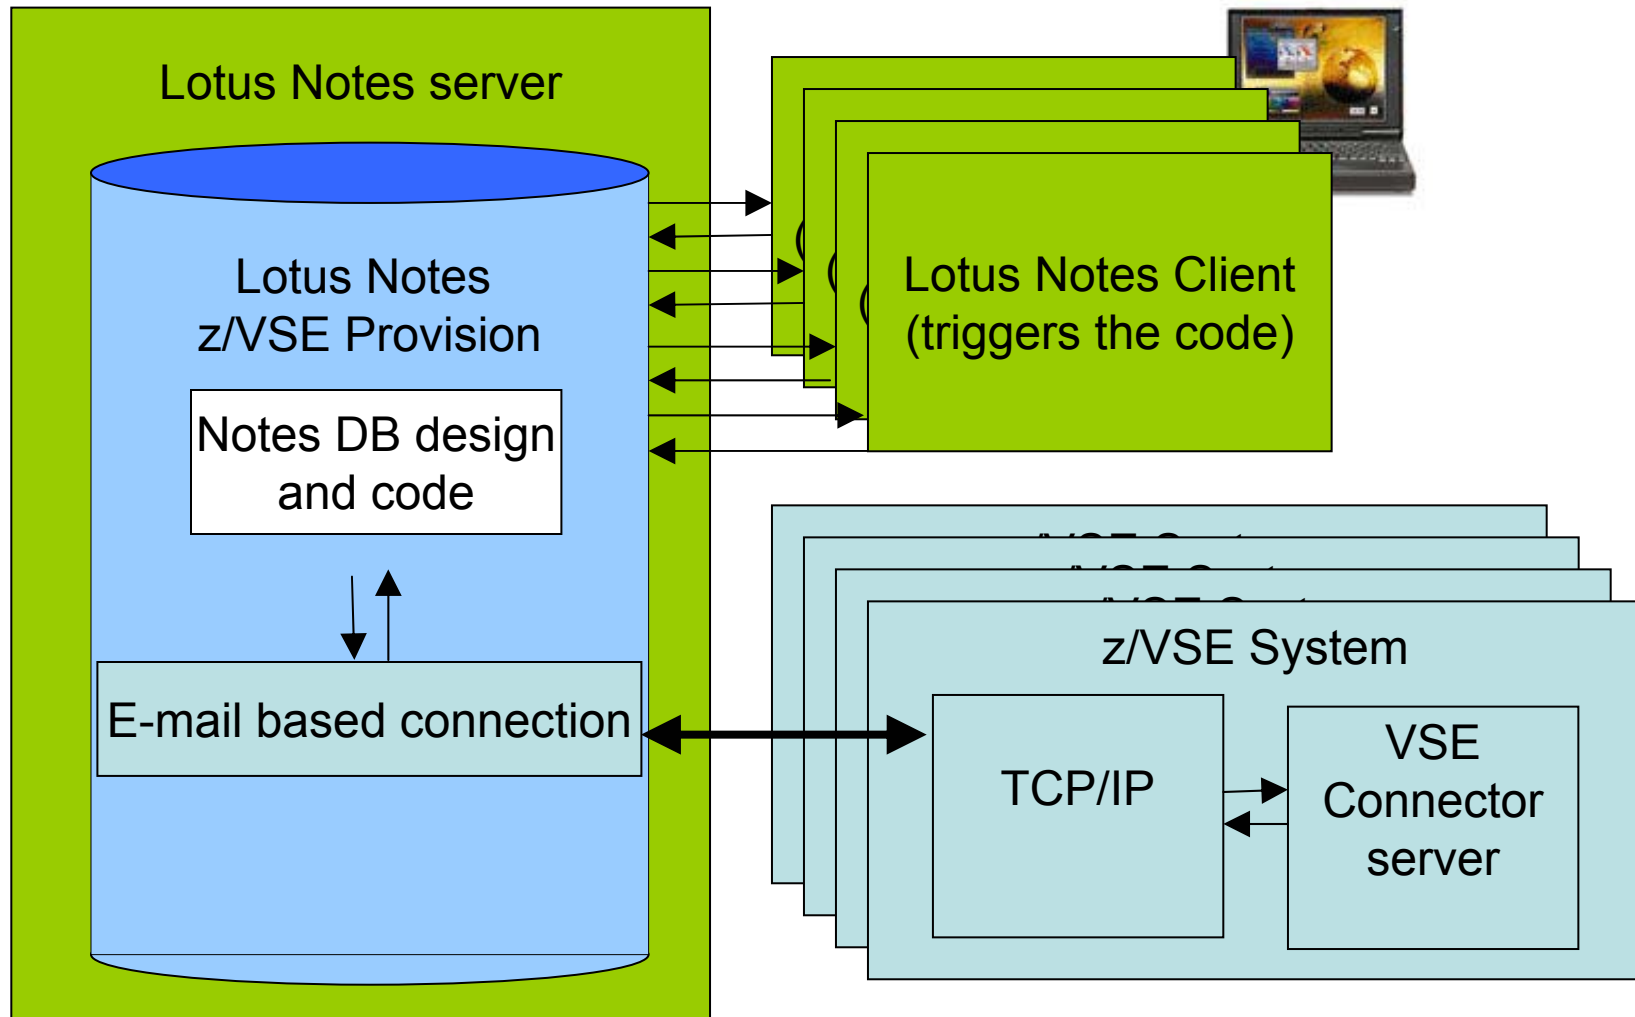 Lotus Notes server
Lotus Notes
z/VSE Provision
Notes DB design
and code
E-mail based connection
Lotus Notes Client
(triggers the code)
z/VSE System
TCP/IP
VSE
Connector
server